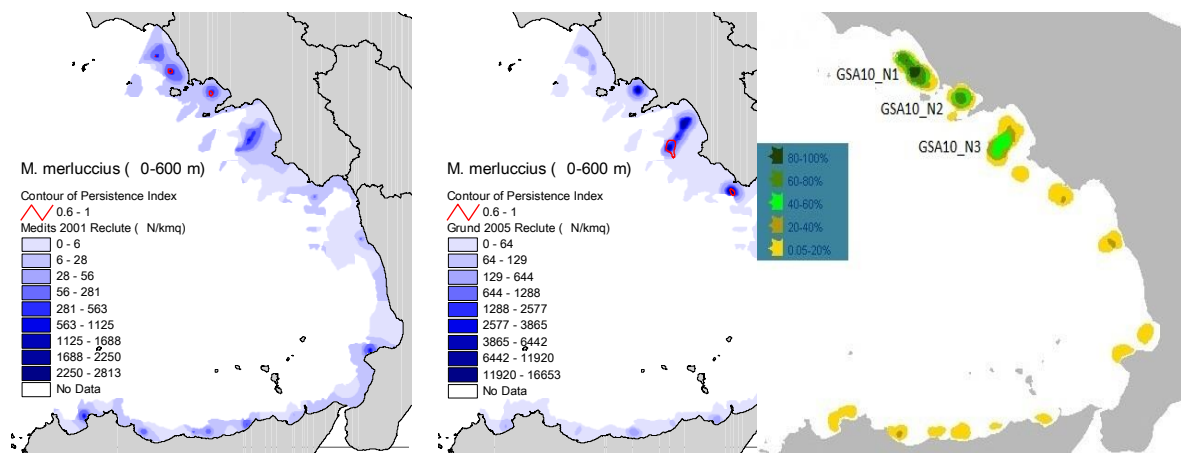 M. merluccius ( 0-600 m)
Contour of Persistence Index
0.6 - 1
Medits 2001 Reclute ( N/kmq)
0 - 6
6 - 28
28 - 56
56 - 281
281 - 563
563 - 1125
1125 - 1688
1688 - 2250
2250 - 2813
No Data
M. merluccius ( 0-600 m)
Contour of Persistence Index
0.6 - 1
Grund 2005 Reclute ( N/kmq)
0 - 64
64 - 129
129 - 644
644 - 1288
1288 - 2577
2577 - 3865
3865 - 6442
6442 - 11920
11920 - 16653
No Data
GSA10_N1
GSA10_N2
GSA10_N3
80-100%
60-80%
40-60%
20-40%
0.05-20%